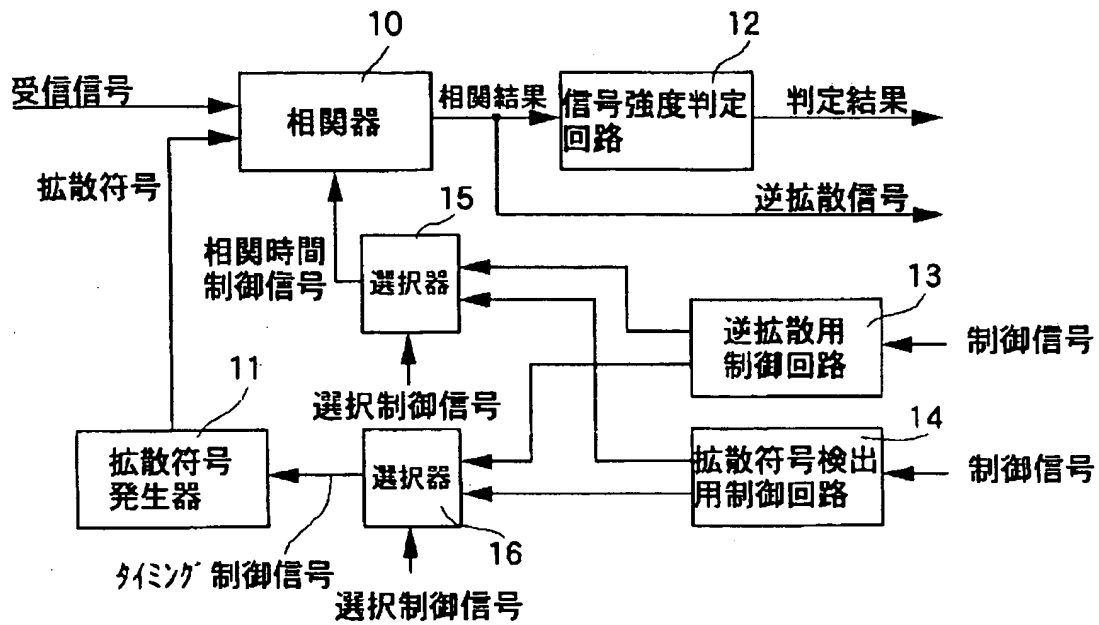 10
12
受信信号
相関器
相関結果
信号強度判定
回路
判定結果
拡散符号
逆拡散信号
15
相関時間
制御信号
選択器
13
逆拡散用
制御回路
制御信号
11
選択制御信号
14
拡散符号
発生器
選択器
拡散符号検出
用制御回路
制御信号
16
ﾀｲﾐﾝｸﾞ 制御信号
選択制御信号